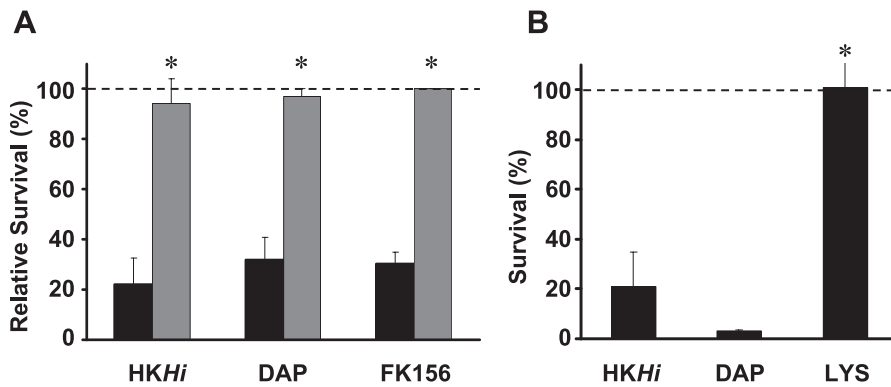 A
Relative Survival (%)
100
80
60
40
20
0
* * *
HKHi DAP FK156
B
Survival (%)
100
80
60
40
20
0
*
HKHi DAP LYS